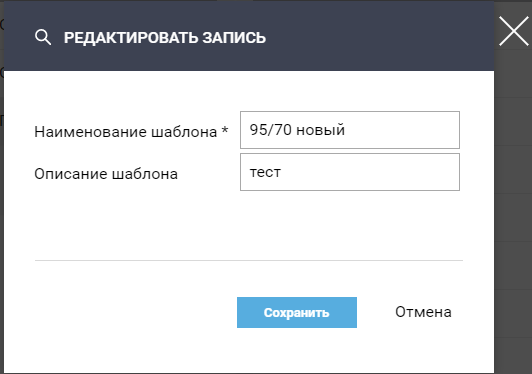 РЕДАКТИРОВАТЬ ЗАПИСЬ
Наименование шаблона * 95/70 новый
Описание шаблона тест
Сохранить Отмена